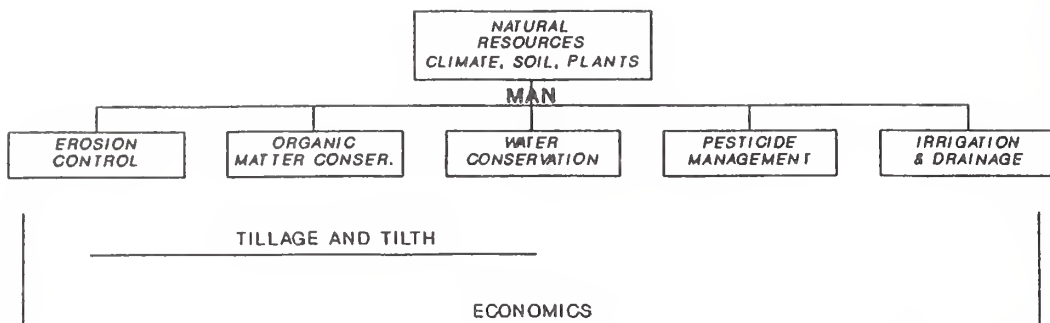 NATURAL
RESOURCES
CLIMATE, SOIL, PLANTS
MAN
EROSION
CONTROL
ORGANIC
MATTER CONSER.
WATER
CONSERVATION
PESTICIDE
MANAGEMENT
IRRIGATION
& DRAINAGE
TILLAGE AND TILTH
ECONOMICS